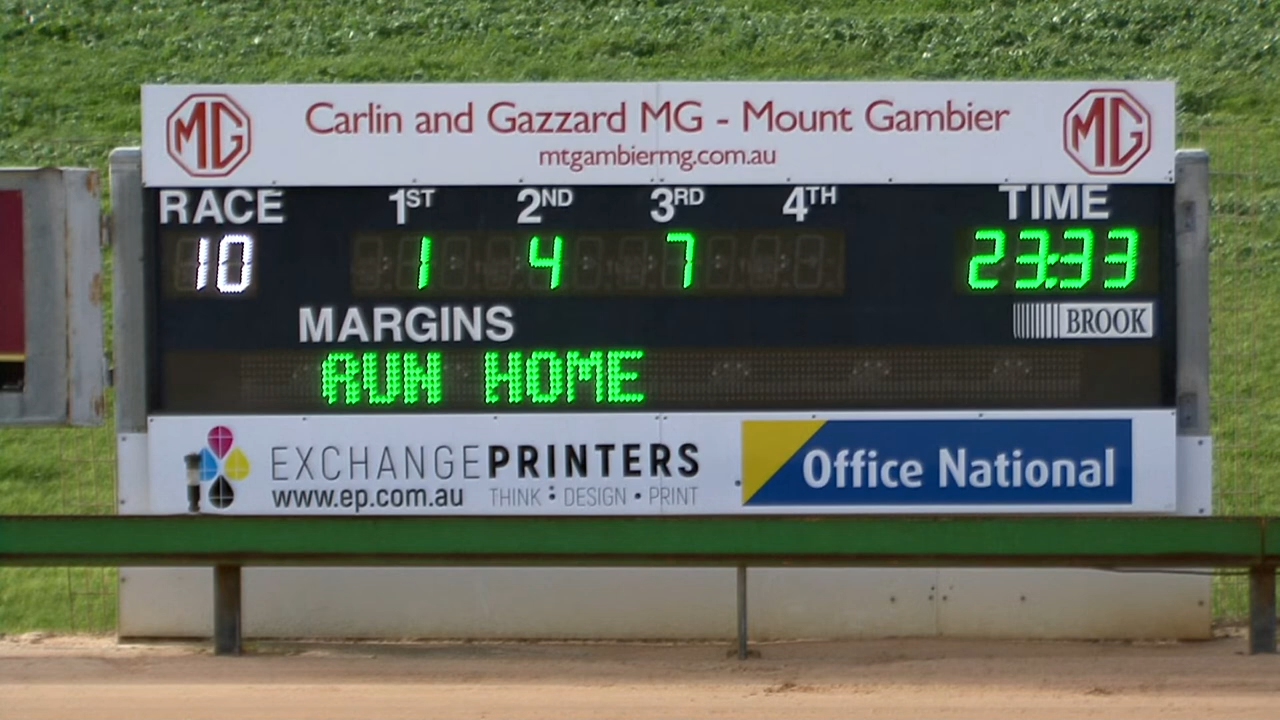 MG Carlin and Gazzard MG - Mount Gambier MG
mtgambiermg.com.au
RACE 1ST 2ND 3RD 4TH TIME
10 1 4 7 23:33
MARGINS BROOK
RUN HOME
EXCHANGEPRINTERS Office National
www.ep.com.au THINK : DESIGN • PRINT